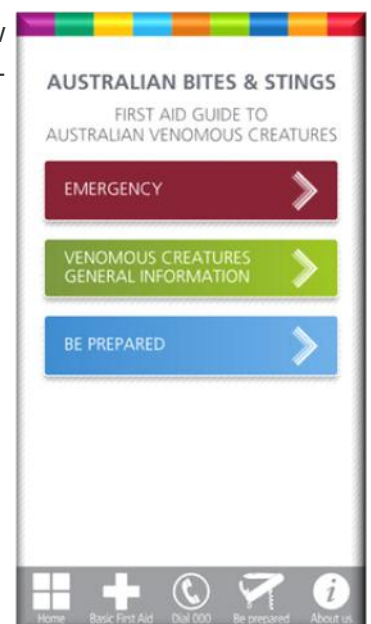 AUSTRALIAN BITES & STINGS
FIRST AID GUIDE TO
AUSTRALIAN VENOMOUS CREATURES
EMERGENCY
VENOMOUS CREATURES
GENERAL INFORMATION
BE PREPARED
Home Basic First Aid Dial 000 Be prepared About us